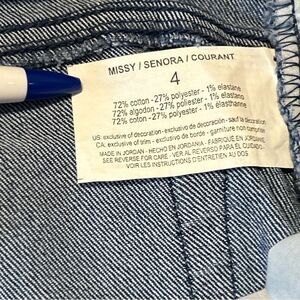 MISSY / SENORA / COURANT
4
72% cotton - 27% polyester - 1% elastane
72% algodon - 27% poliester - 1% elastano
72% coton - 27% polyester - 1% élasthanne
US: exclusive of decoration - exclusivo de decoración - sauf la décoration
CA: exclusive of trim - exclusivo de borde - garniture non comprise
MADE IN JORDAN - HECHO EN JORDANIA - FABRIQUE EN JORDANIE
SEE REVERSE FOR CARE - VER AL REVERSO PARA EL CUIDADO -
VOIR LES INSTRUCTIONS D'ENTRETIEN AU DOS